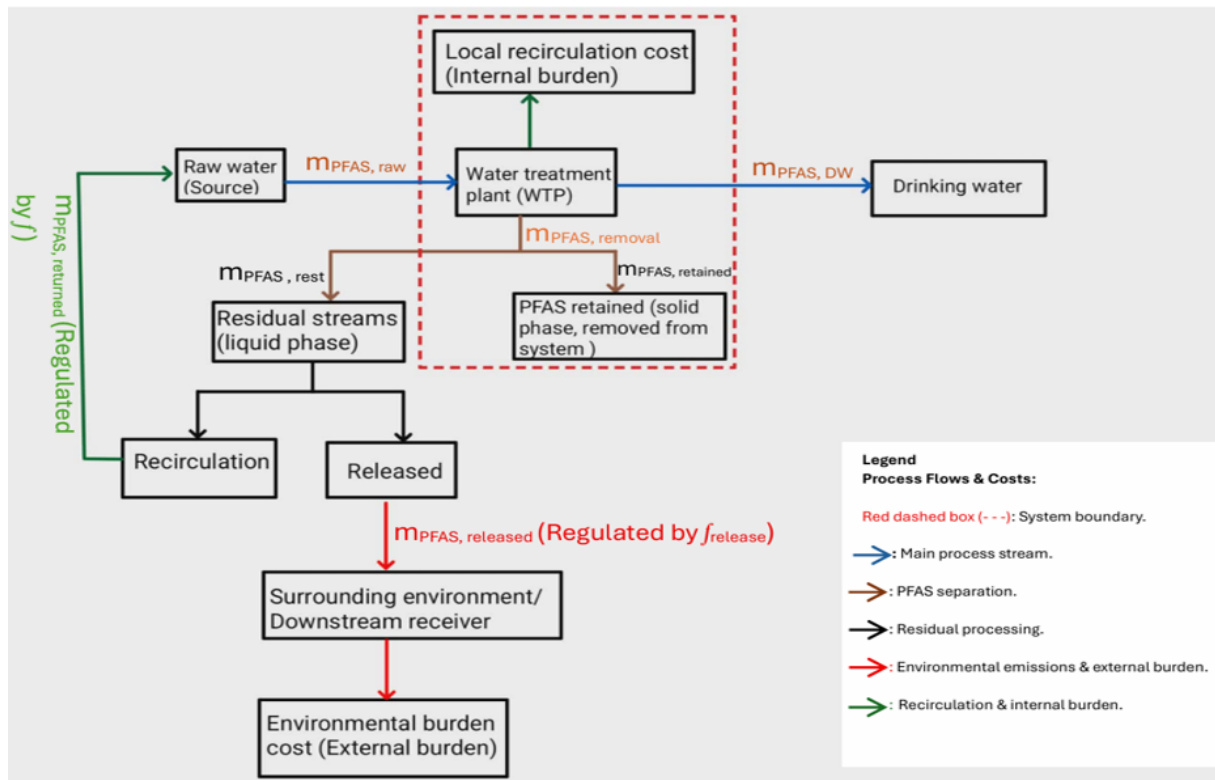 Local recirculation cost
(Internal burden)
Raw water
(Source)
mPFAS, raw
Water treatment
plant (WTP)
mPFAS, DW
Drinking water
mPFAS, removal
mPFAS , rest
mPFAS, retained
Residual streams
(liquid phase)
PFAS retained (solid
phase, removed from
system )
mPFAS, returned (Regulated
by ∫ )
Recirculation
Released
mPFAS, released (Regulated by ∫release)
Surrounding environment/
Downstream receiver
Environmental burden
cost (External burden)
Legend
Process Flows & Costs:
Red dashed box (- - -): System boundary.
: Main process stream.
: PFAS separation.
: Residual processing.
: Environmental emissions & external burden.
: Recirculation & internal burden.